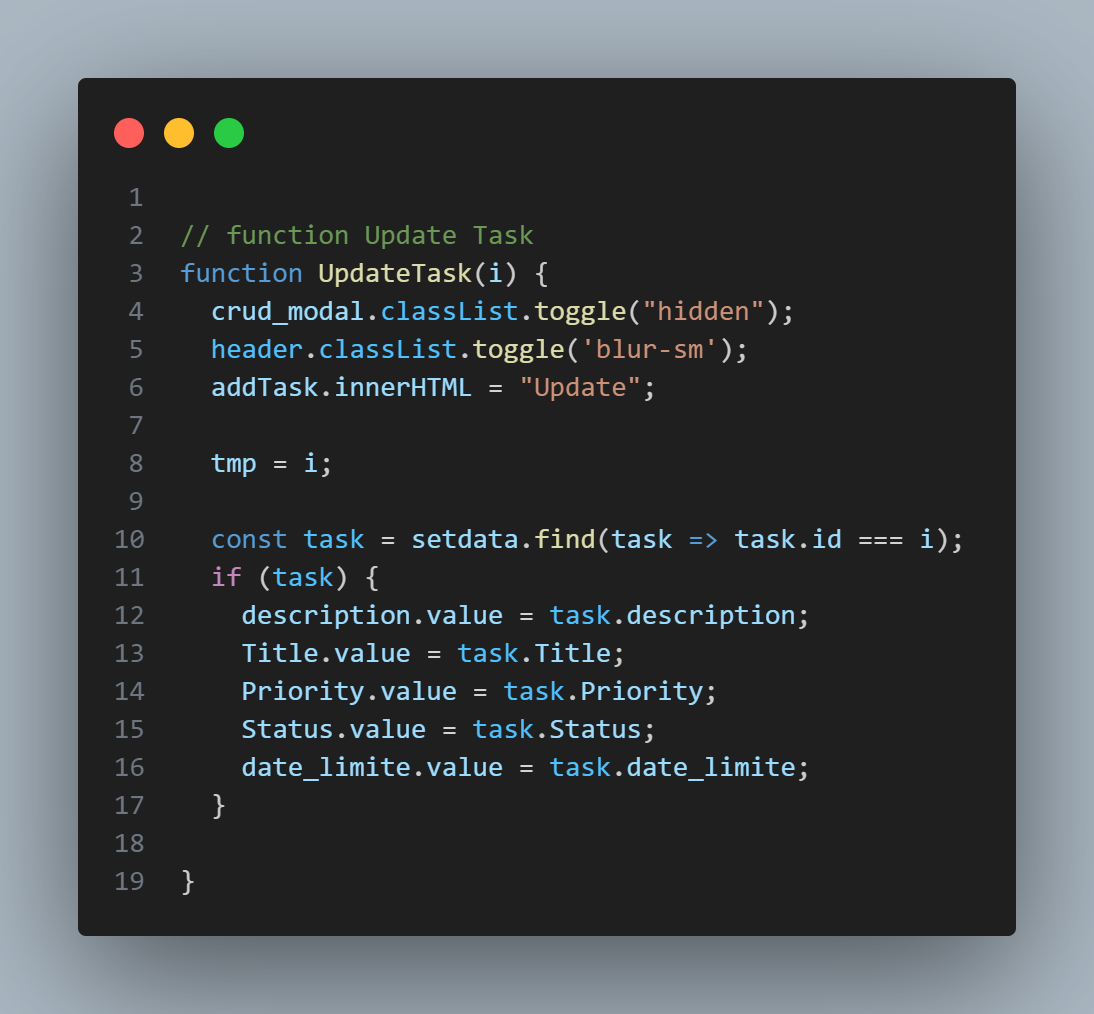 1
2 // function Update Task
3 function UpdateTask(i) {
4   crud_modal.classList.toggle("hidden");
5   header.classList.toggle('blur-sm');
6   addTask.innerHTML = "Update";
7
8   tmp = i;
9
10   const task = setdata.find(task => task.id === i);
11   if (task) {
12     description.value = task.description;
13     Title.value = task.Title;
14     Priority.value = task.Priority;
15     Status.value = task.Status;
16     date_limite.value = task.date_limite;
17   }
18
19 }